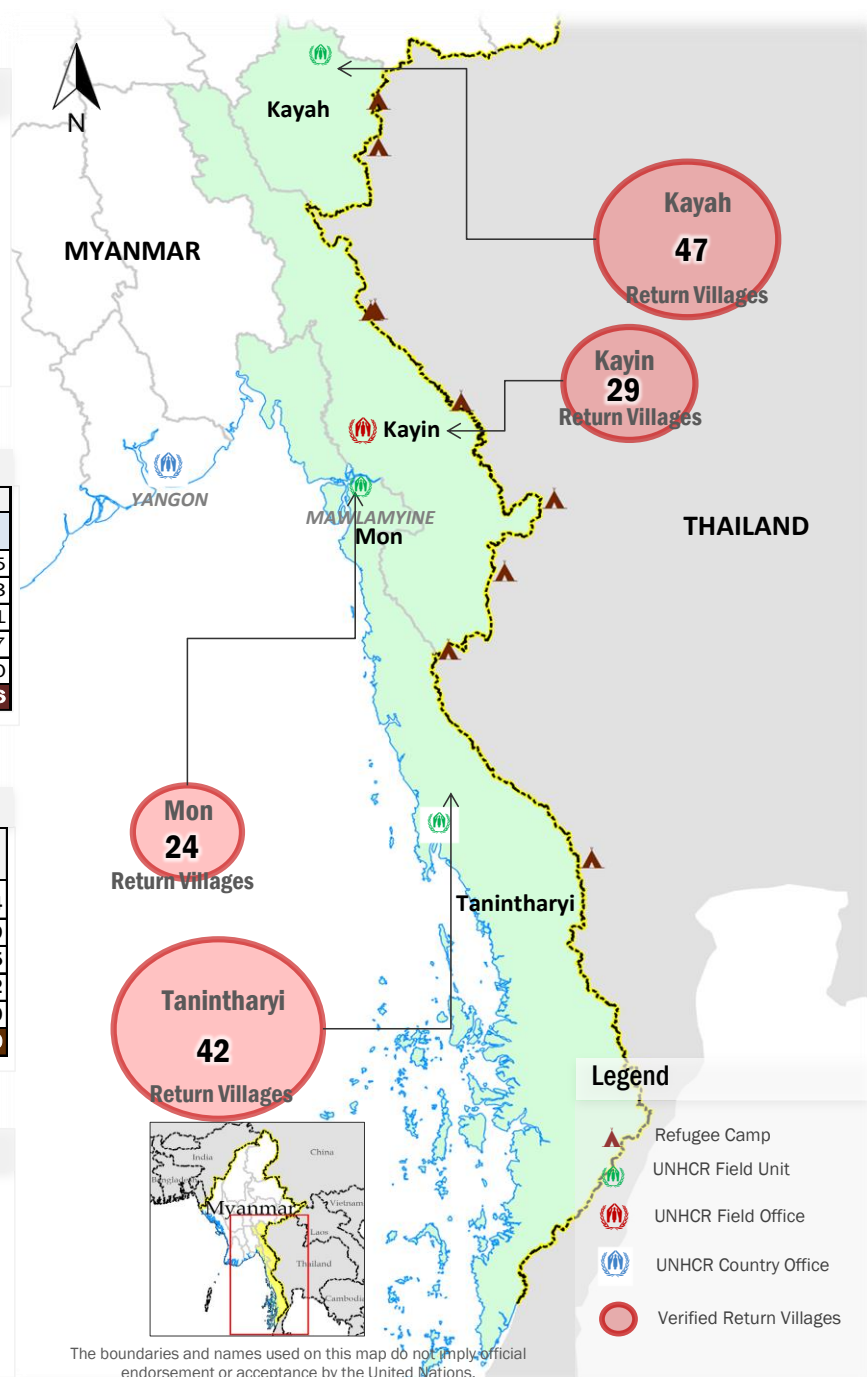 N
Kayah
MYANMAR
Kayah
47
Return Villages
Kayin
29
Return Villages
Kayin
YANGON
MAWLAMYINE
Mon
THAILAND
Mon
24
Return Villages
Tanintharyi
Tanintharyi
42
Return Villages
Legend
Refugee Camp
UNHCR Field Unit
UNHCR Field Office
UNHCR Country Office
Verified Return Villages
China
India
Myanmar
Vietnam
Laos
Thailand
Cambodia
The boundaries and names used on this map do not imply official
endorsement or acceptance by the United Nations.